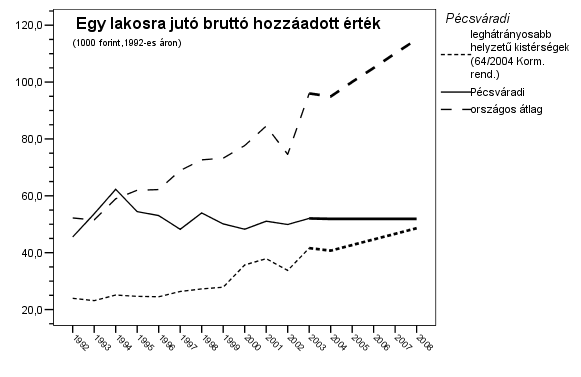 Egy lakosra jutó bruttó hozzáadott érték
(1000 forint,1992-es áron)
120,0
100,0
80,0
60,0
40,0
20,0
1992
1993
1994
1995
1996
1997
1998
1999
2000
2001
2002
2003
2004
2005
2006
2007
2008
Pécsváradi
leghátrányosabb
helyzetű kistérségek
(64/2004 Korm.
rend.)
Pécsváradi
országos átlag